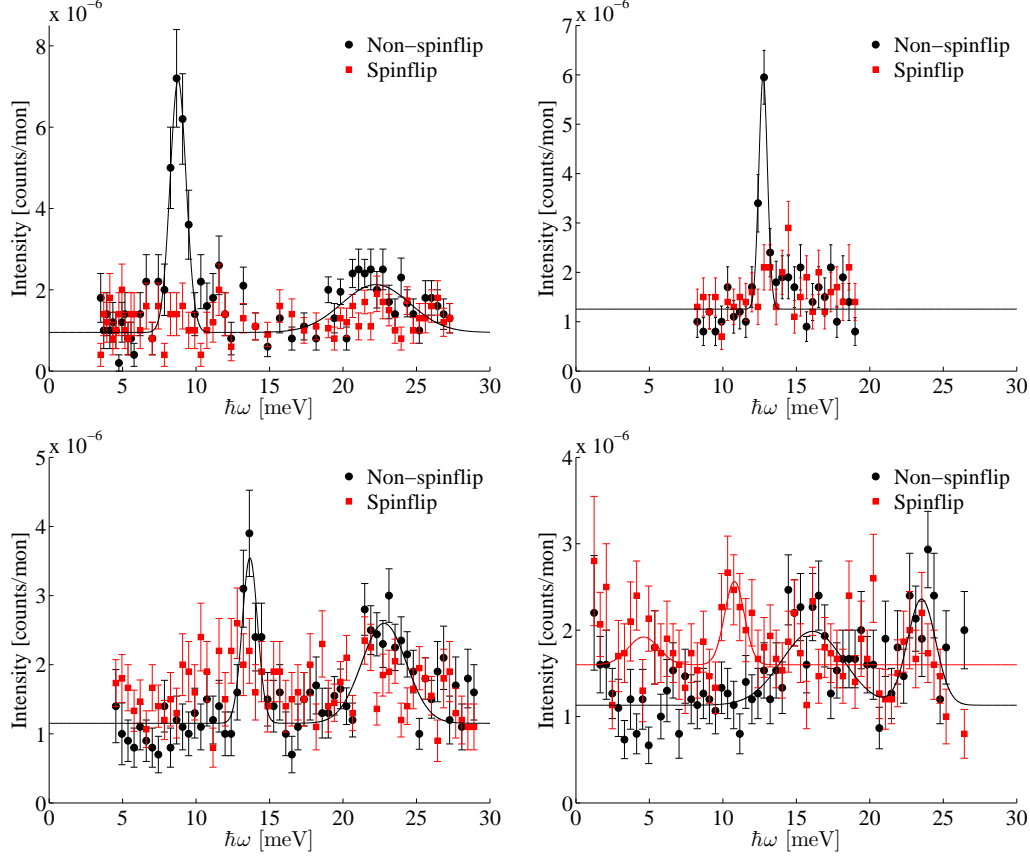 x 10⁻⁶
Intensity [counts/mon]
8
6
4
2
0
Non−spinflip
Spinflip
0 5 10 15 20 25 30
ħω [meV]
x 10⁻⁶
Intensity [counts/mon]
7
6
5
4
3
2
1
0
Non−spinflip
Spinflip
0 5 10 15 20 25 30
ħω [meV]
x 10⁻⁶
Intensity [counts/mon]
5
4
3
2
1
0
Non−spinflip
Spinflip
0 5 10 15 20 25 30
ħω [meV]
x 10⁻⁶
Intensity [counts/mon]
4
3
2
1
0
Non−spinflip
Spinflip
0 5 10 15 20 25 30
ħω [meV]